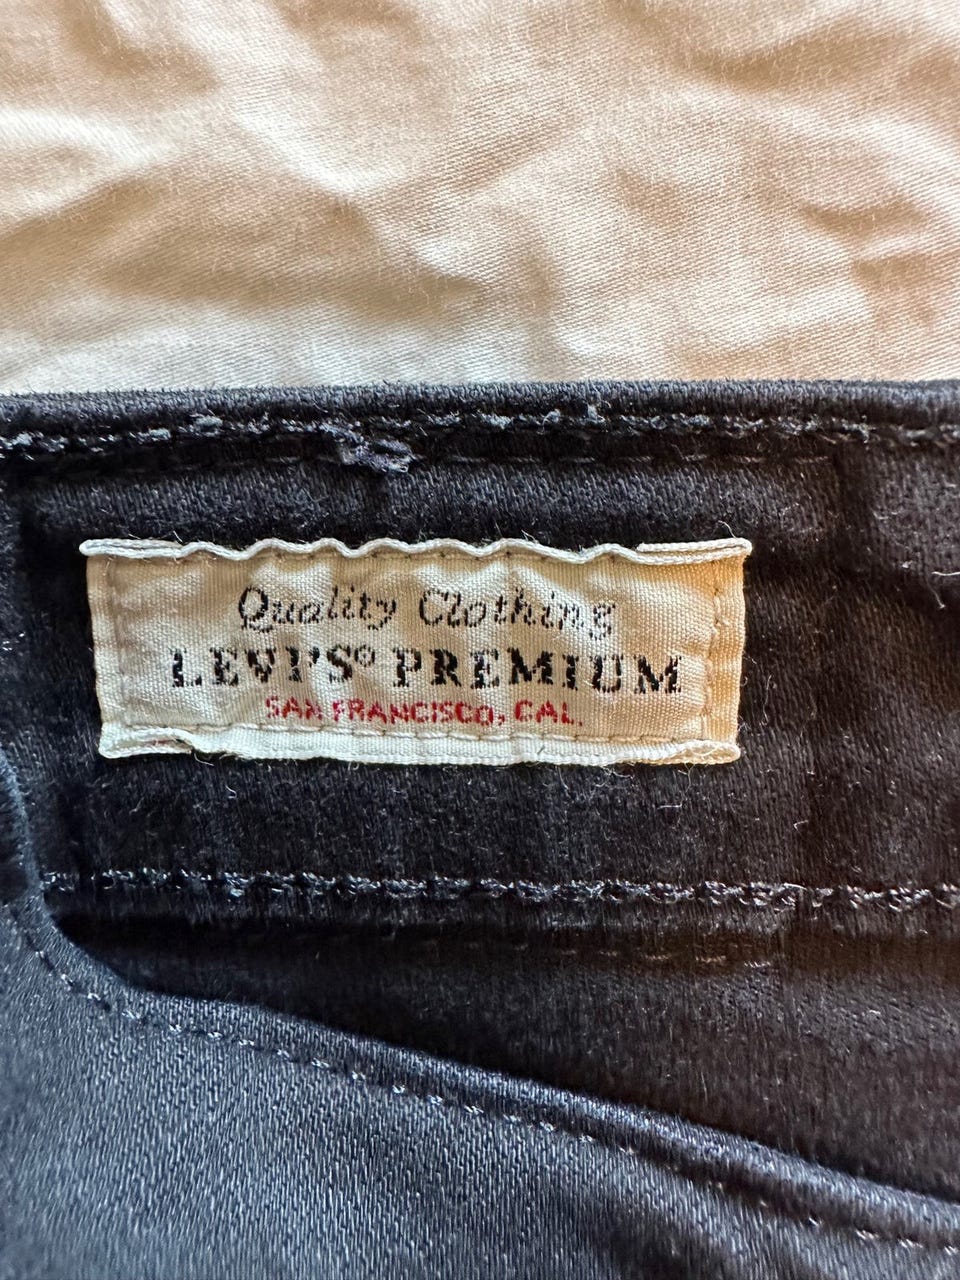 Quality Clothing
LEVI'S® PREMIUM
SAN FRANCISCO, CAL.